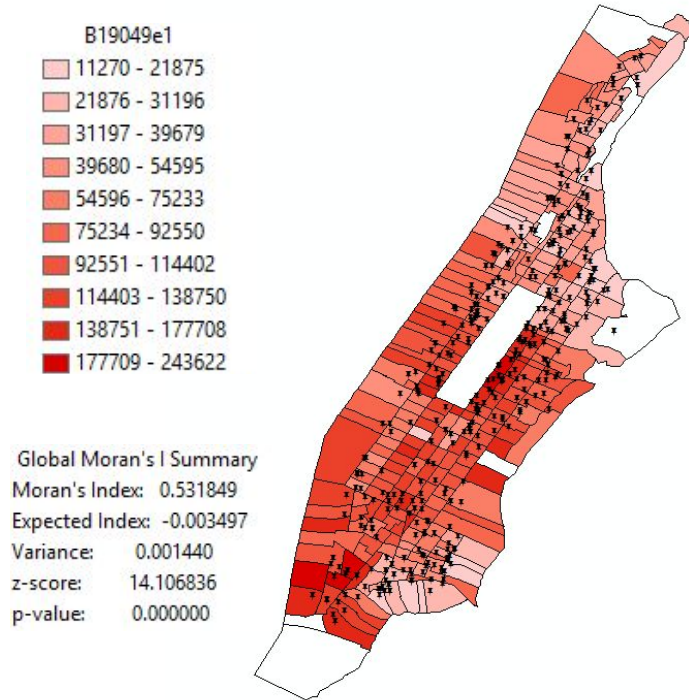 B19049e1
11270 - 21875
21876 - 31196
31197 - 39679
39680 - 54595
54596 - 75233
75234 - 92550
92551 - 114402
114403 - 138750
138751 - 177708
177709 - 243622
Global Moran's I Summary
Moran's Index: 0.531849
Expected Index: -0.003497
Variance: 0.001440
z-score: 14.106836
p-value: 0.000000